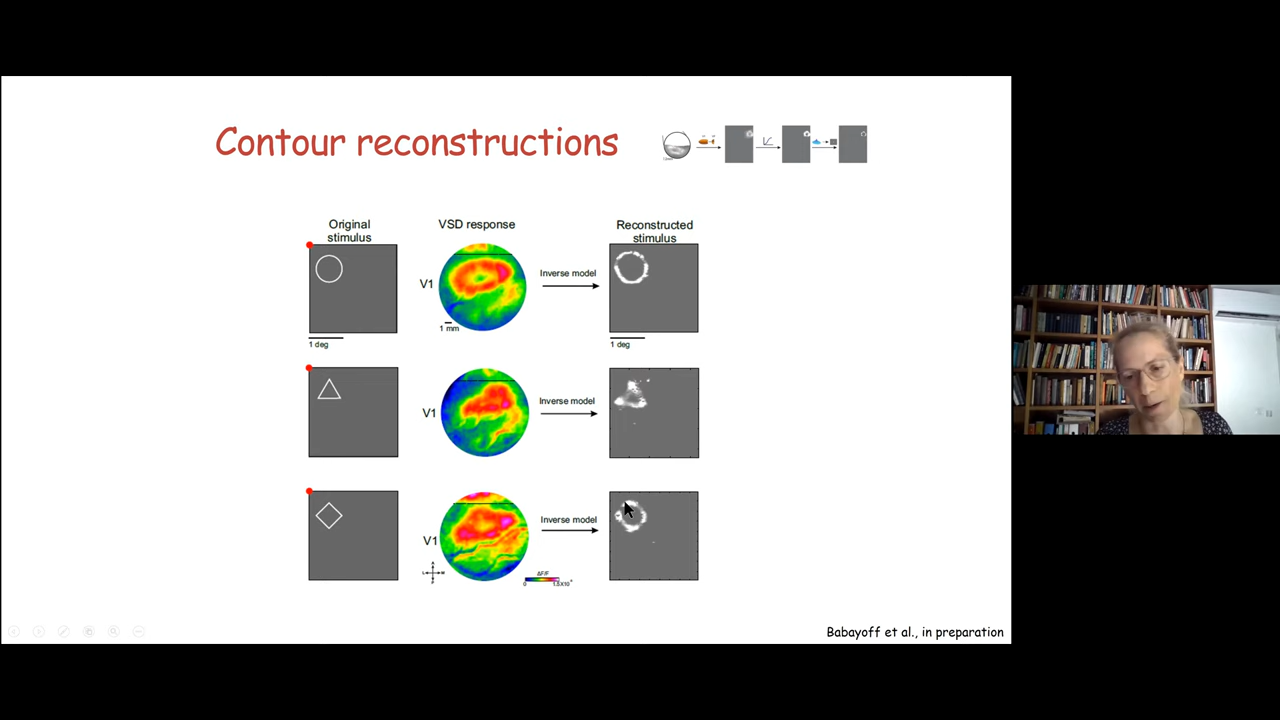 Contour reconstructions
Original
stimulus
VSD response
Reconstructed
stimulus
V1
Inverse model
1 mm
1 deg
1 deg
V1
Inverse model
V1
Inverse model
ΔF/F
0
Babayoff et al., in preparation